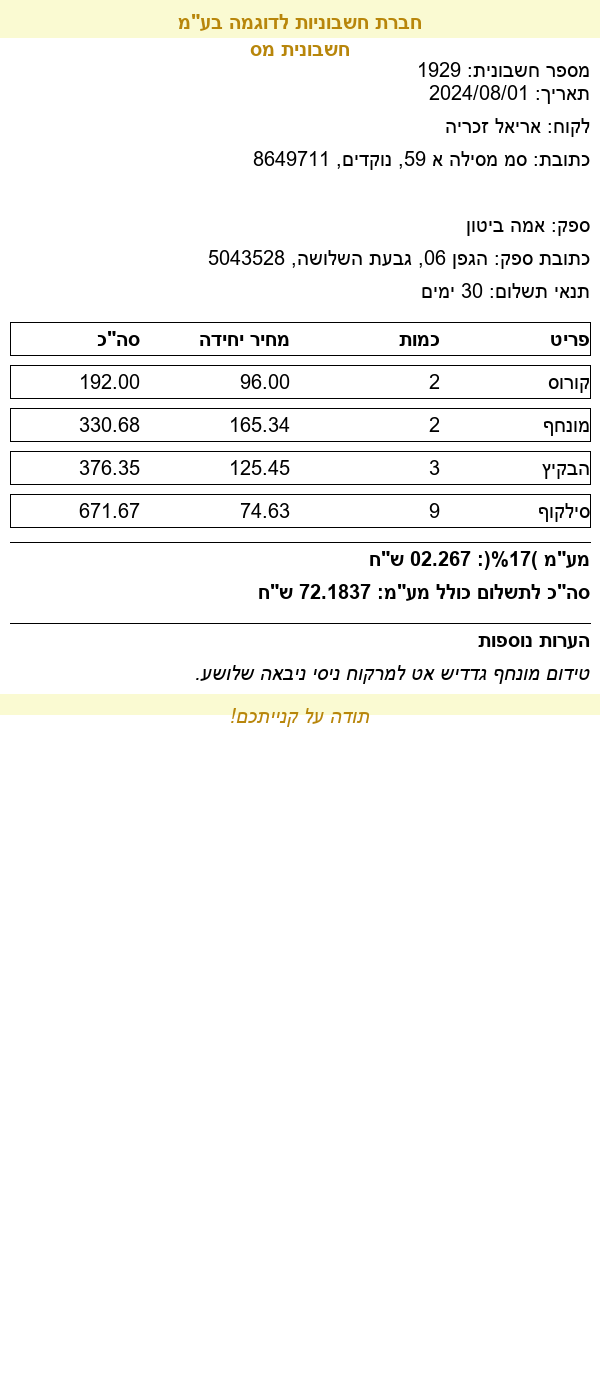 חברת חשבוניות לדוגמה בע"מ
חשבונית מס
מספר חשבונית: 1929
תאריך: 2024/08/01
לקוח: אריאל זכריה
כתובת: סמ מסילה א 59, נוקדים, 8649711
ספק: אמה ביטון
כתובת ספק: הגפן 06, גבעת השלושה, 5043528
תנאי תשלום: 30 ימים
פריט כמות מחיר יחידה סה"כ
קורוס 2 96.00 192.00
מונחף 2 165.34 330.68
הבקיץ 3 125.45 376.35
סילקוף 9 74.63 671.67
מע"מ )17%(: 02.267 ש"ח
סה"כ לתשלום כולל מע"מ: 72.1837 ש"ח
הערות נוספות
טידום מונחף גדדיש אט למרקוח ניסי ניבאה שלושע.
תודה על קנייתכם!